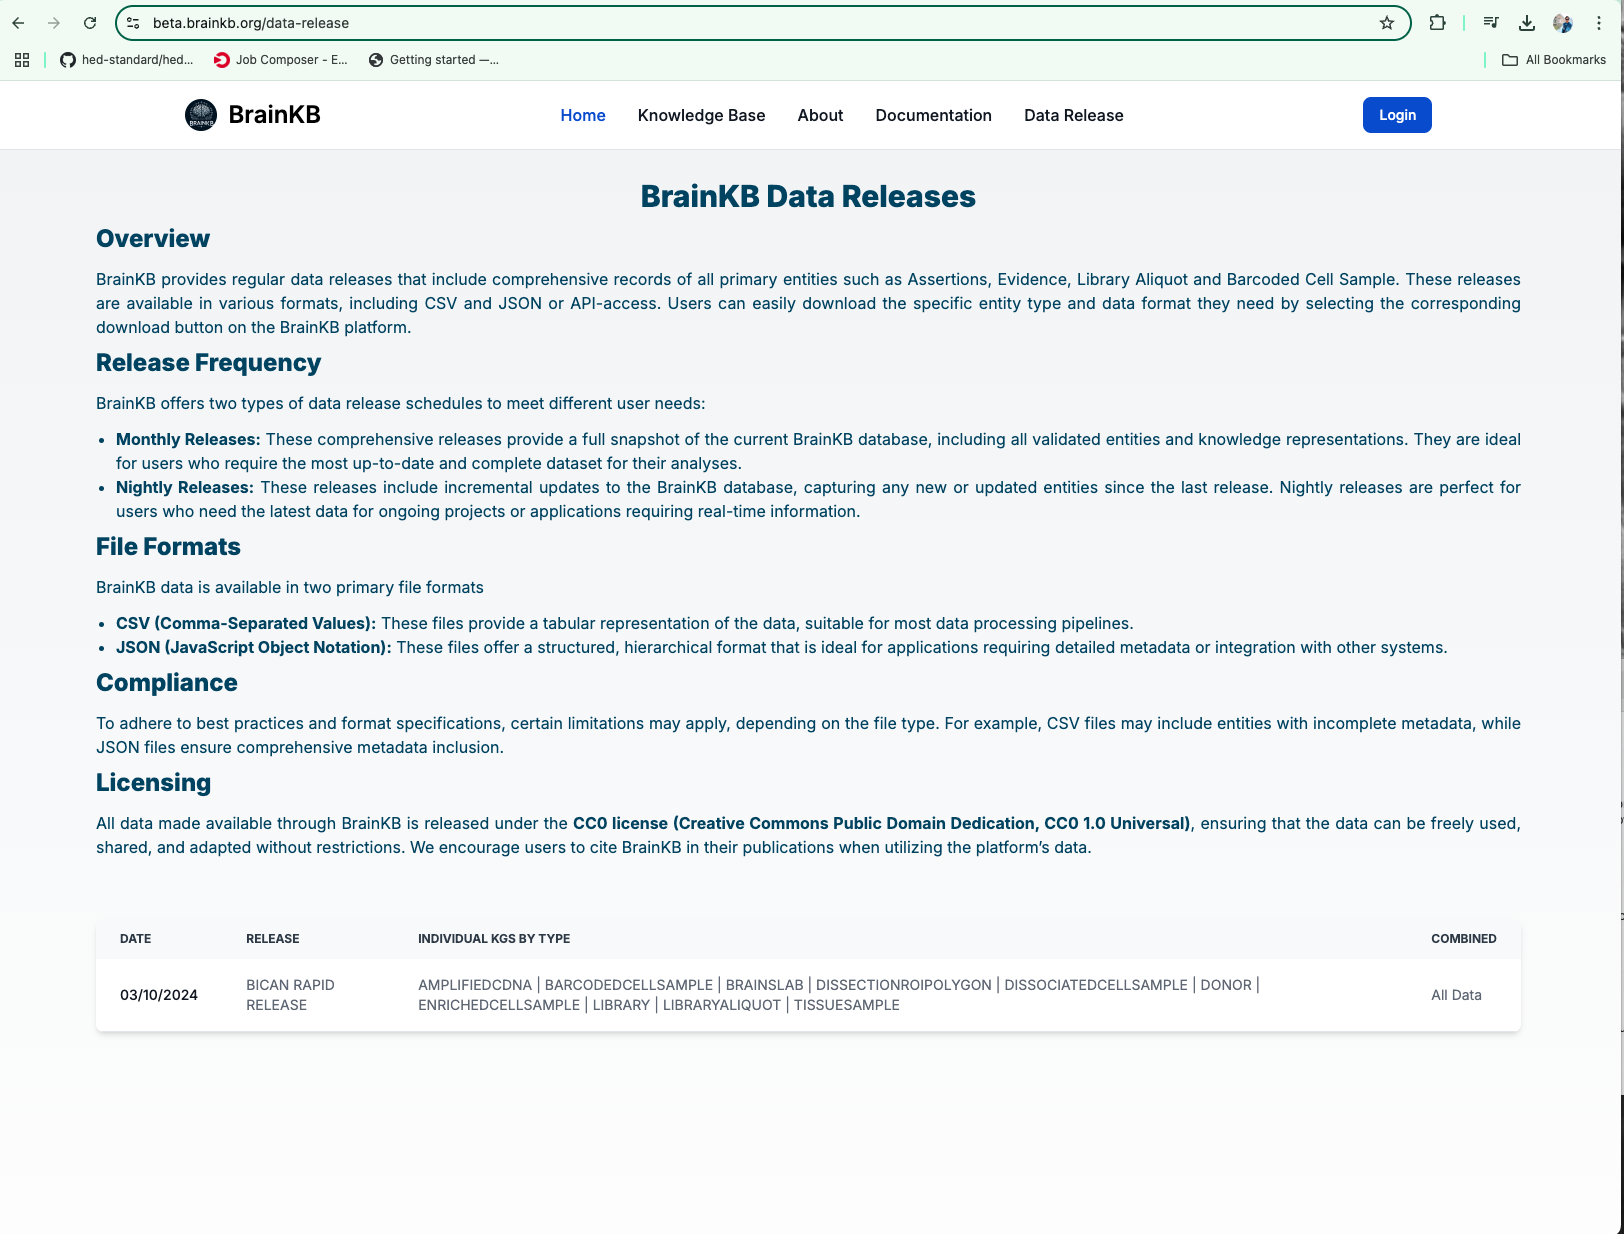 beta.brainkb.org/data-release
hed-standard/hed...
Job Composer - E...
Getting started —...
All Bookmarks
BRAINKB
BrainKB
Home
Knowledge Base
About
Documentation
Data Release
Login
BrainKB Data Releases
Overview
BrainKB provides regular data releases that include comprehensive records of all primary entities such as Assertions, Evidence, Library Aliquot and Barcoded Cell Sample. These releases
are available in various formats, including CSV and JSON or API-access. Users can easily download the specific entity type and data format they need by selecting the corresponding
download button on the BrainKB platform.
Release Frequency
BrainKB offers two types of data release schedules to meet different user needs:
• Monthly Releases: These comprehensive releases provide a full snapshot of the current BrainKB database, including all validated entities and knowledge representations. They are ideal
for users who require the most up-to-date and complete dataset for their analyses.
• Nightly Releases: These releases include incremental updates to the BrainKB database, capturing any new or updated entities since the last release. Nightly releases are perfect for
users who need the latest data for ongoing projects or applications requiring real-time information.
File Formats
BrainKB data is available in two primary file formats
• CSV (Comma-Separated Values): These files provide a tabular representation of the data, suitable for most data processing pipelines.
• JSON (JavaScript Object Notation): These files offer a structured, hierarchical format that is ideal for applications requiring detailed metadata or integration with other systems.
Compliance
To adhere to best practices and format specifications, certain limitations may apply, depending on the file type. For example, CSV files may include entities with incomplete metadata, while
JSON files ensure comprehensive metadata inclusion.
Licensing
All data made available through BrainKB is released under the CC0 license (Creative Commons Public Domain Dedication, CC0 1.0 Universal), ensuring that the data can be freely used,
shared, and adapted without restrictions. We encourage users to cite BrainKB in their publications when utilizing the platform’s data.
DATE
RELEASE
INDIVIDUAL KGS BY TYPE
COMBINED
03/10/2024
BICAN RAPID
RELEASE
AMPLIFIEDCDNA | BARCODEDCELLSAMPLE | BRAINSLAB | DISSECTIONROIPOLYGON | DISSOCIATEDCELLSAMPLE | DONOR |
ENRICHEDCELLSAMPLE | LIBRARY | LIBRARYALIQUOT | TISSUESAMPLE
All Data